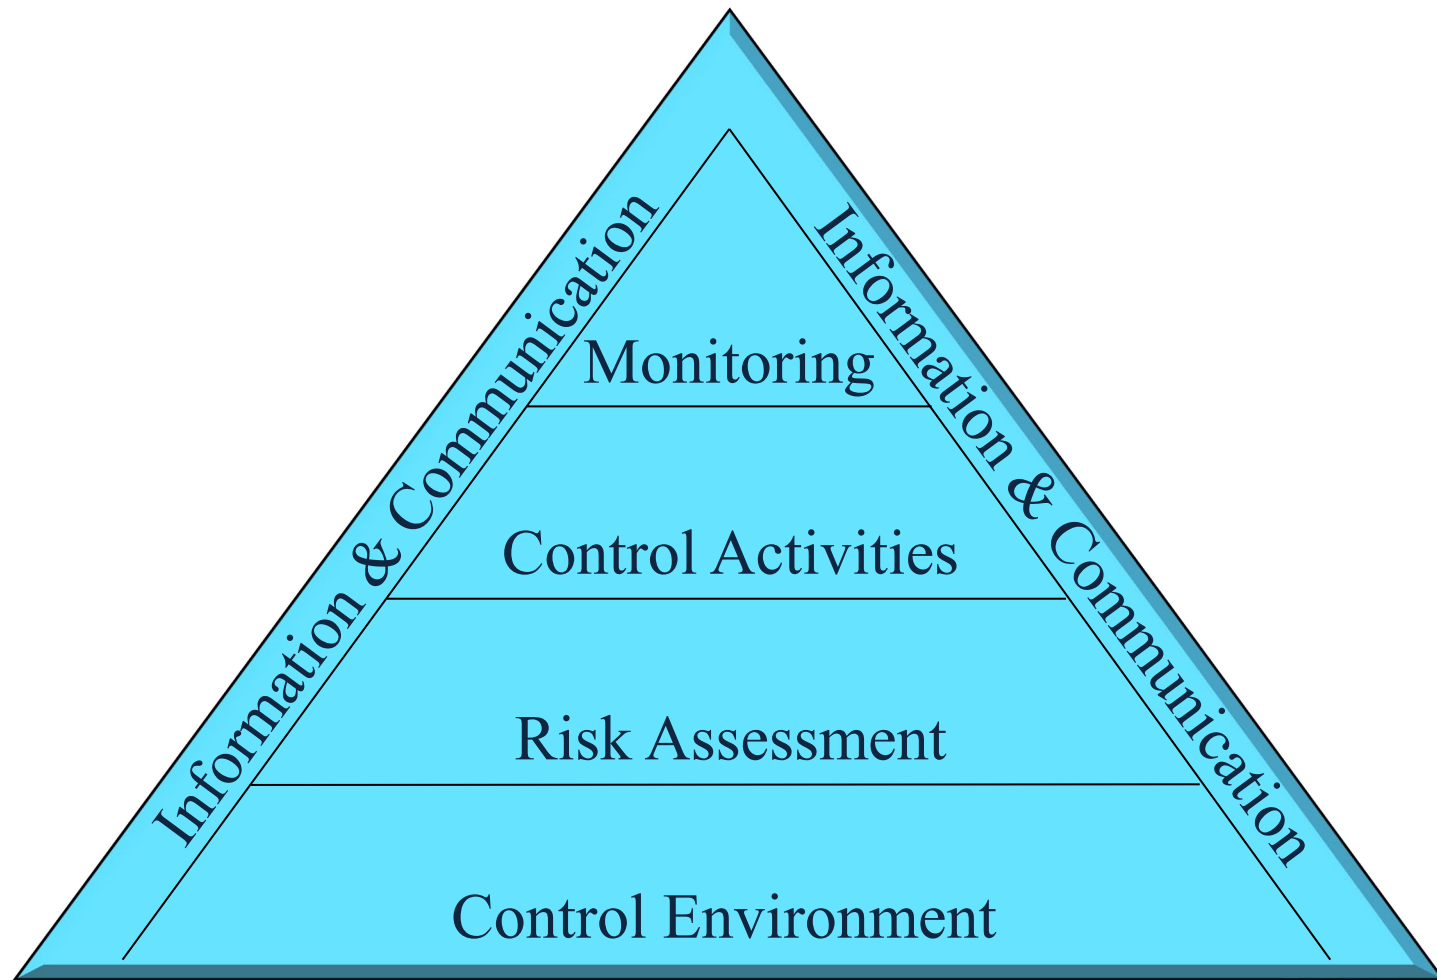 Information & Communication
Information & Communication
Monitoring
Control Activities
Risk Assessment
Control Environment